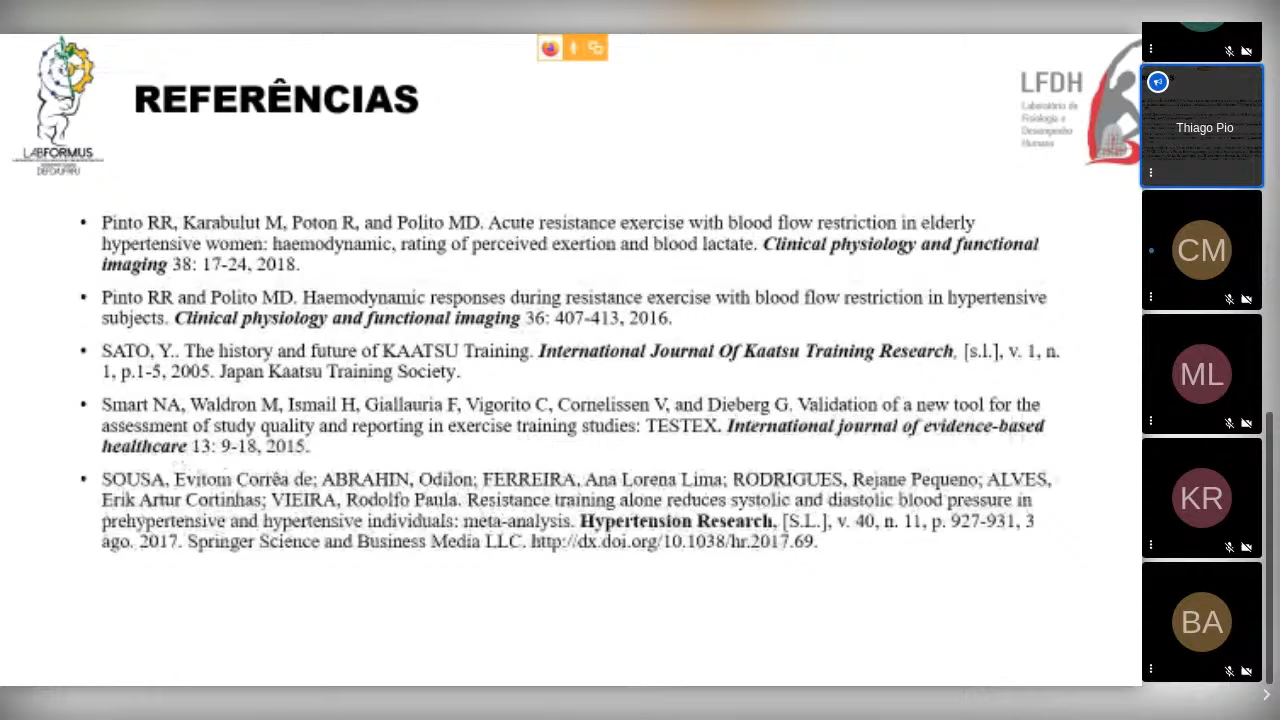 REFERÊNCIAS
LABFORMUS
LFDH
Laboratório de
Fisiologia e
Desempenho
Humano
• Pinto RR, Karabulut M, Poton R, and Polito MD. Acute resistance exercise with blood flow restriction in elderly
hypertensive women: haemodynamic, rating of perceived exertion and blood lactate. Clinical physiology and functional
imaging 38: 17-24, 2018.
• Pinto RR and Polito MD. Haemodynamic responses during resistance exercise with blood flow restriction in hypertensive
subjects. Clinical physiology and functional imaging 36: 407-413, 2016.
• SATO, Y.. The history and future of KAATSU Training. International Journal Of Kaatsu Training Research, [s.l.], v. 1, n.
1, p.1-5, 2005. Japan Kaatsu Training Society.
• Smart NA, Waldron M, Ismail H, Giallauria F, Vigorito C, Cornelissen V, and Dieberg G. Validation of a new tool for the
assessment of study quality and reporting in exercise training studies: TESTEX. International journal of evidence-based
healthcare 13: 9-18, 2015.
• SOUSA, Evitom Corrêa de; ABRAHIN, Odilon; FERREIRA, Ana Lorena Lima; RODRIGUES, Rejane Pequeno; ALVES,
Erik Artur Cortinhas; VIEIRA, Rodolfo Paula. Resistance training alone reduces systolic and diastolic blood pressure in
prehypertensive and hypertensive individuals: meta-analysis. Hypertension Research, [S.L.], v. 40, n. 11, p. 927-931, 3
ago. 2017. Springer Science and Business Media LLC. http://dx.doi.org/10.1038/hr.2017.69.
Thiago Pio
CM
ML
KR
BA